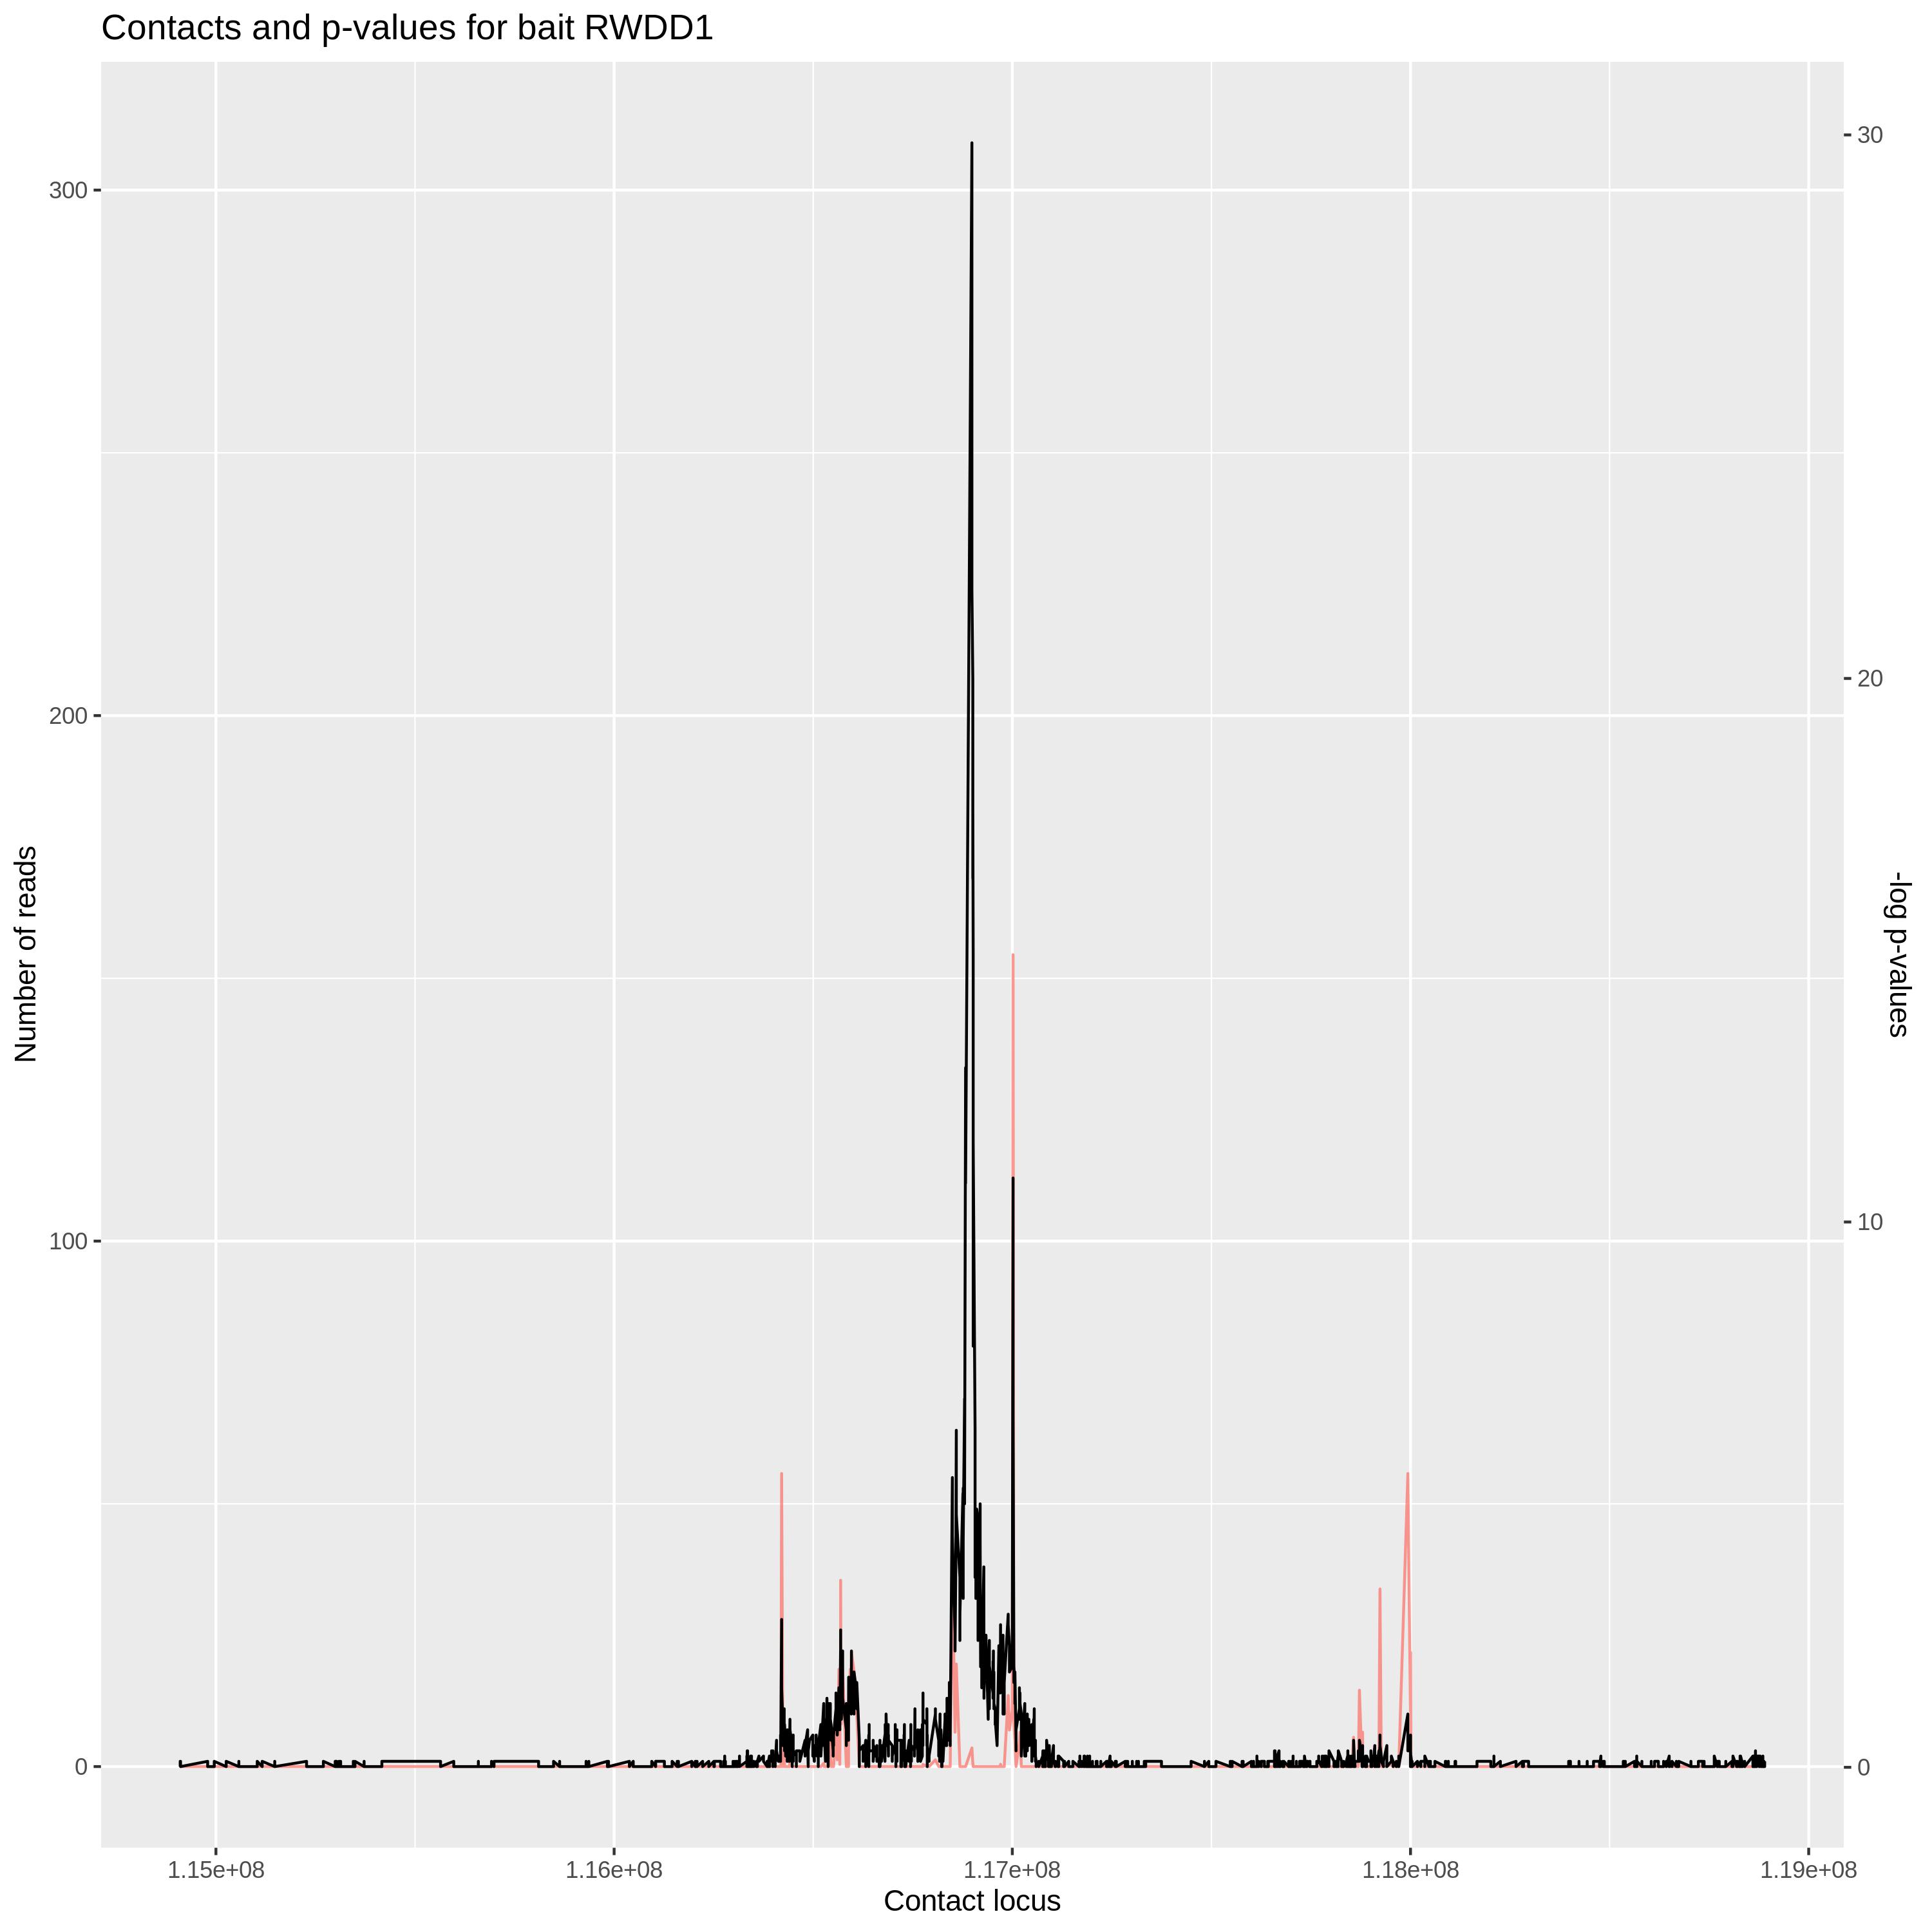 Contacts and p-values for bait RWDD1
Number of reads
300
200
100
0
30
20
10
0
-log p-values
1.15e+08
1.16e+08
1.17e+08
1.18e+08
1.19e+08
Contact locus